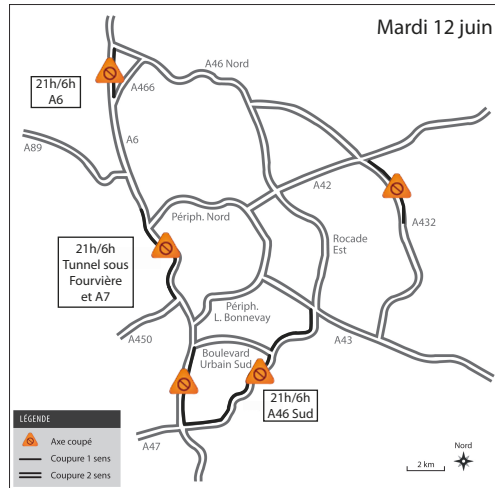 Mardi 12 juin
A46 Nord
21h/6h
A6
A466
A6
A89
A42
Périph. Nord
A432
Rocade
Est
21h/6h
Tunnel sous
Fourvière
et A7
Périph.
L. Bonnevay
A450
A43
Boulevard
Urbain Sud
21h/6h
A46 Sud
A47
LÉGENDE
Axe coupé
Coupure 1 sens
Coupure 2 sens
Nord
2 km